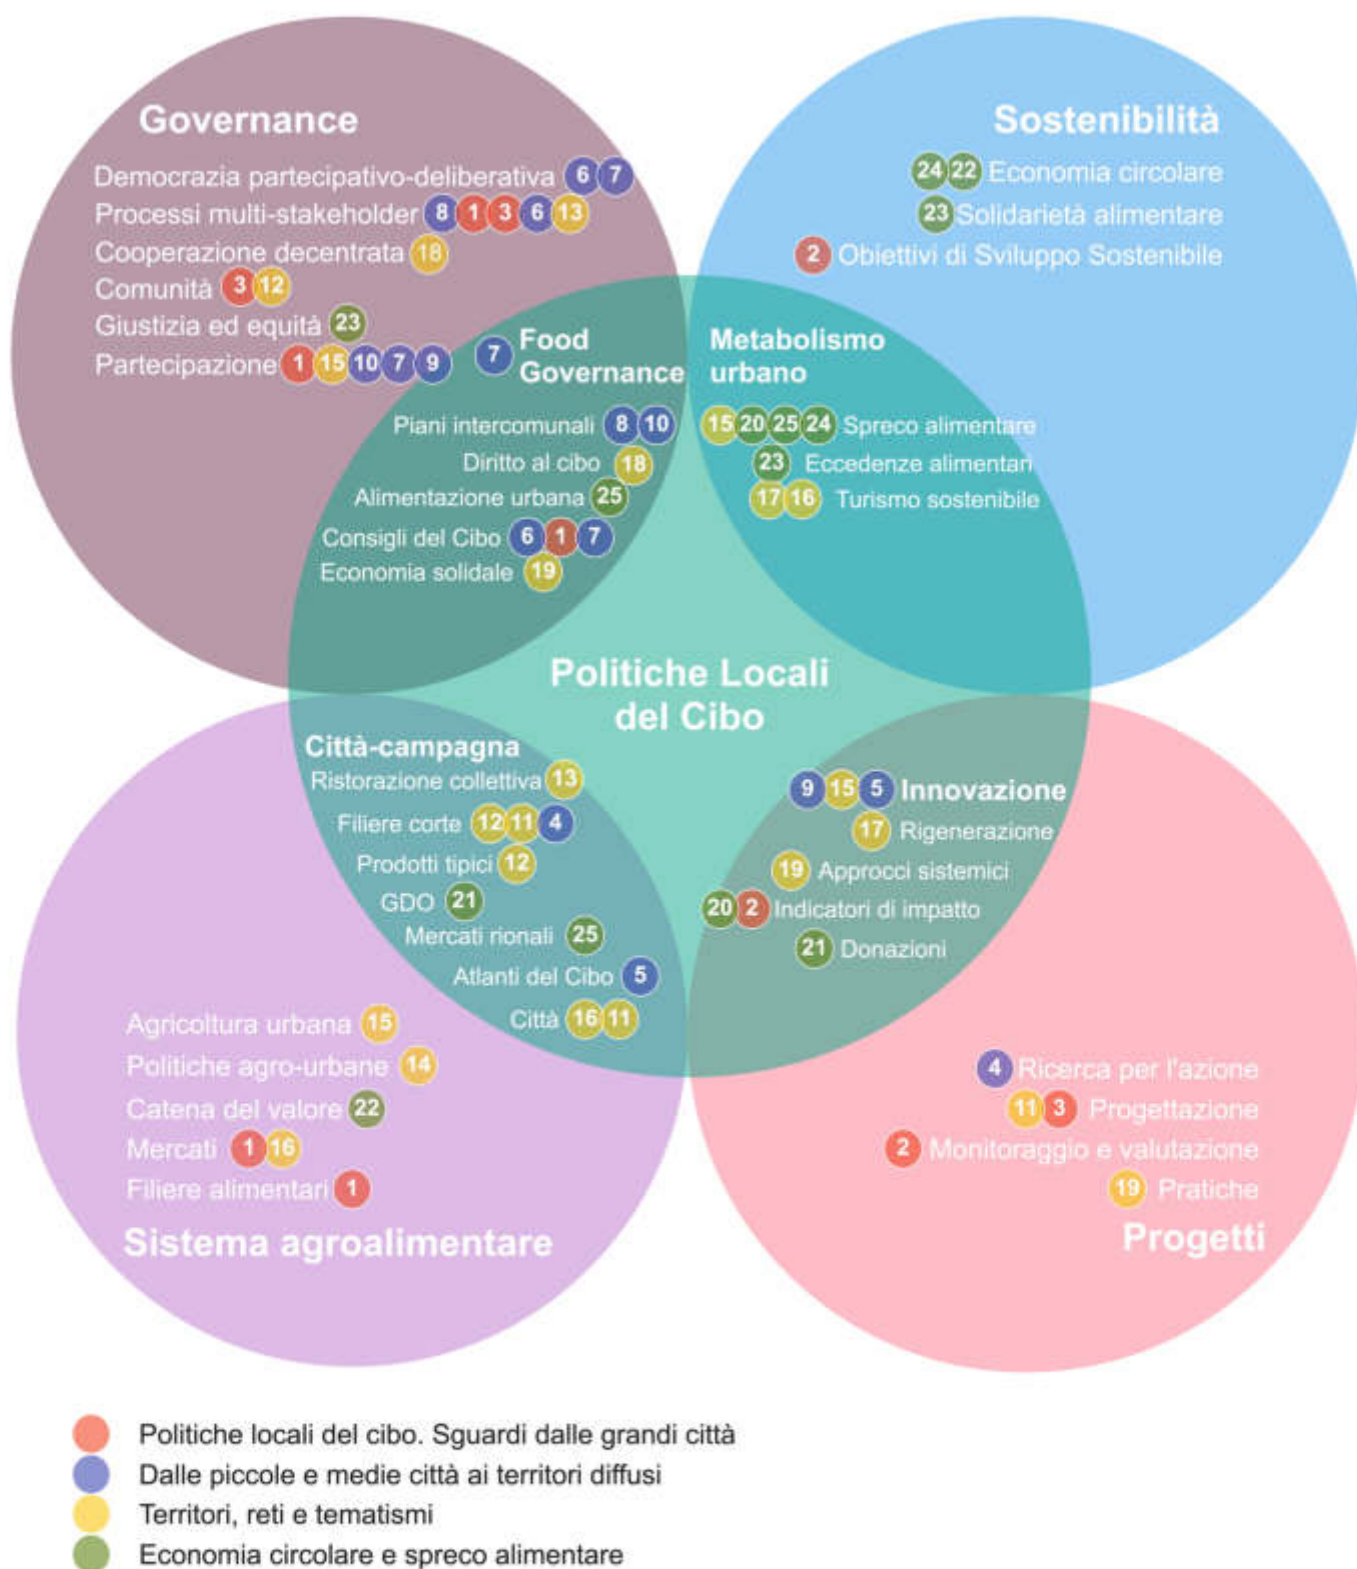 Governance
Democrazia partecipativo-deliberativa 6 7
Processi multi-stakeholder 8 1 3 6 13
Cooperazione decentrata 18
Comunità 3 12
Giustizia ed equità 23
Partecipazione 1 15 10 7 9
Sostenibilità
24 22 Economia circolare
23 Solidarietà alimentare
2 Obiettivi di Sviluppo Sostenibile
7 Food
Governance
Piani intercomunali 8 10
Diritto al cibo 18
Alimentazione urbana 25
Consigli del Cibo 6 1 7
Economia solidale 19
Metabolismo
urbano
15 20 25 24 Spreco alimentare
23 Eccedenze alimentari
17 16 Turismo sostenibile
Politiche Locali
del Cibo
Città-campagna
Ristorazione collettiva 13
Filiere corte 12 11 4
Prodotti tipici 12
GDO 21
Mercati rionali 25
Atlanti del Cibo 5
Città 16 11
9 15 5 Innovazione
17 Rigenerazione
19 Approcci sistemici
20 2 Indicatori di impatto
21 Donazioni
Agricoltura urbana 15
Politiche agro-urbane 14
Catena del valore 22
Mercati 1 16
Filiere alimentari 1
Sistema agroalimentare
4 Ricerca per l'azione
11 3 Progettazione
2 Monitoraggio e valutazione
19 Pratiche
Progetti
Politiche locali del cibo. Sguardi dalle grandi città
Dalle piccole e medie città ai territori diffusi
Territori, reti e tematismi
Economia circolare e spreco alimentare